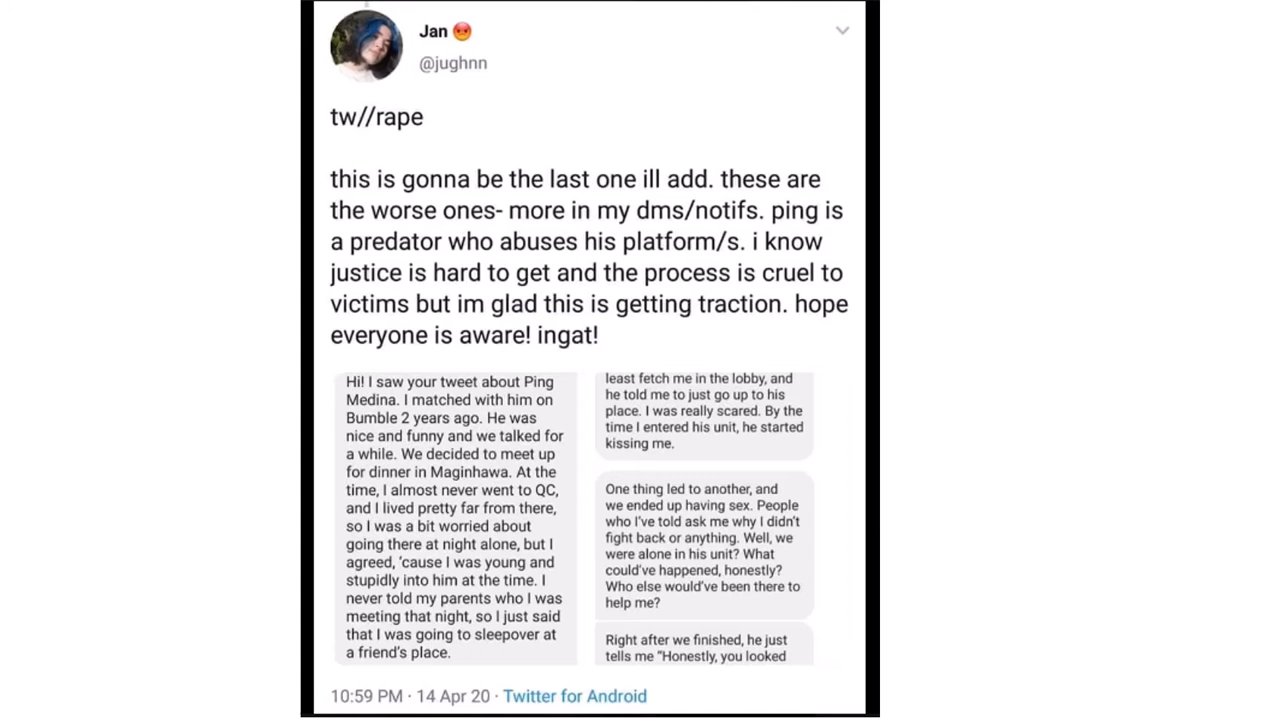 Jan 😡
@jughnn
tw//rape
this is gonna be the last one ill add. these are
the worse ones- more in my dms/notifs. ping is
a predator who abuses his platform/s. i know
justice is hard to get and the process is cruel to
victims but im glad this is getting traction. hope
everyone is aware! ingat!
Hi! I saw your tweet about Ping
Medina. I matched with him on
Bumble 2 years ago. He was
nice and funny and we talked for
a while. We decided to meet up
for dinner in Maginhawa. At the
time, I almost never went to QC,
and I lived pretty far from there,
so I was a bit worried about
going there at night alone, but I
agreed, 'cause I was young and
stupidly into him at the time. I
never told my parents who I was
meeting that night, so I just said
that I was going to sleepover at
a friend's place.
least fetch me in the lobby, and
he told me to just go up to his
place. I was really scared. By the
time I entered his unit, he started
kissing me.
One thing led to another, and
we ended up having sex. People
who I've told ask me why I didn't
fight back or anything. Well, we
were alone in his unit? What
could've happened, honestly?
Who else would've been there to
help me?
Right after we finished, he just
tells me "Honestly, you looked
10:59 PM · 14 Apr 20 · Twitter for Android